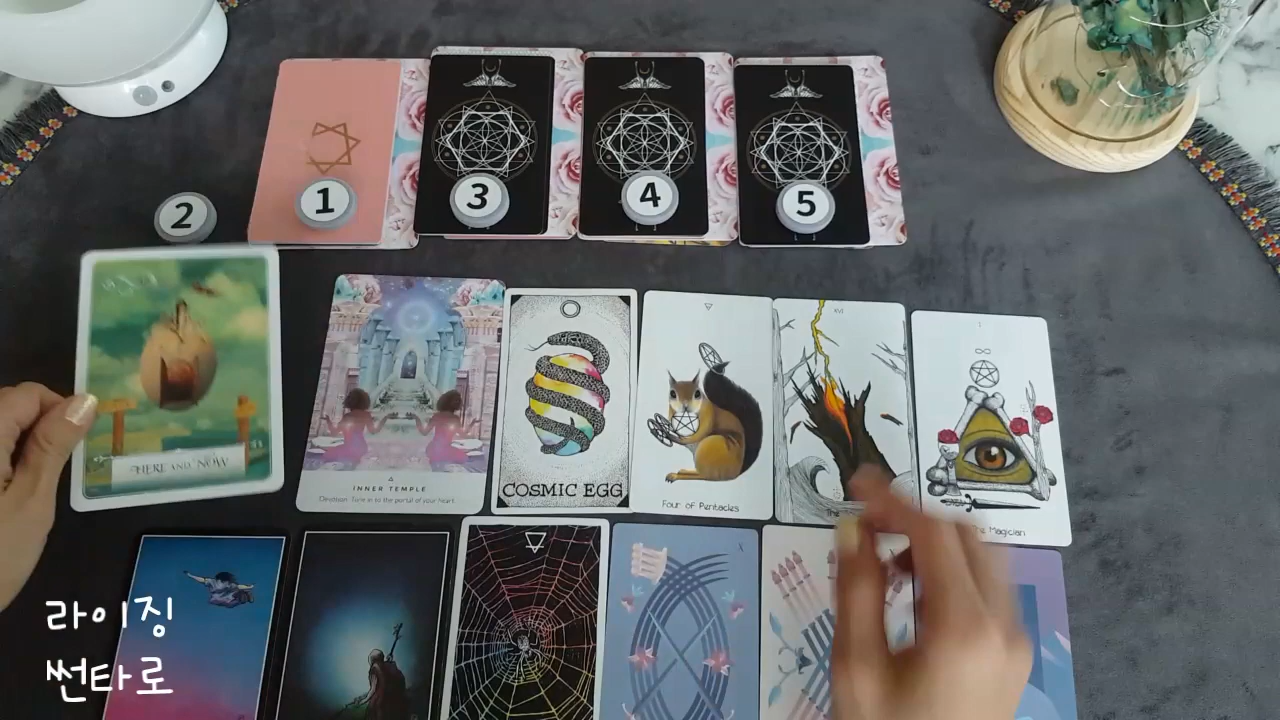 2
1
3
4
5
HERE AND NOW
INNER TEMPLE
Devotion. Tune in to the portal of your heart.
COSMIC EGG
Four of Pentacles
XVI
I
The Magician
X
라이징
썬타로